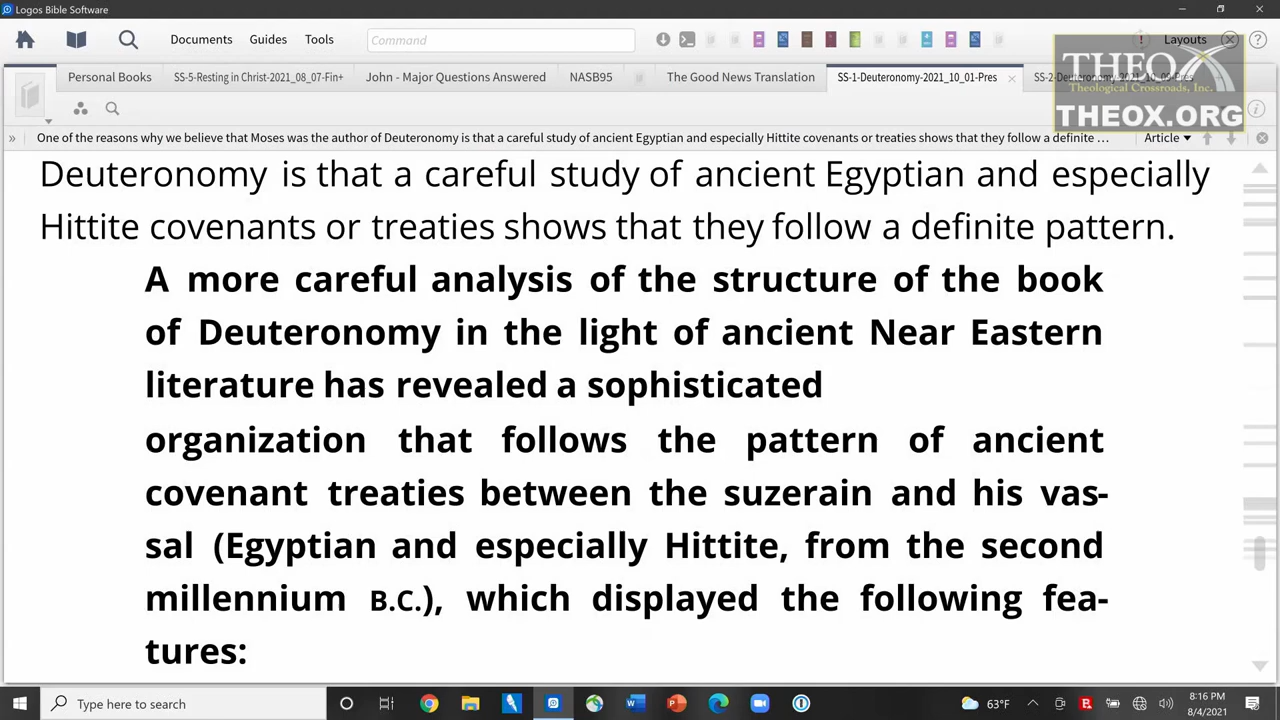 Logos Bible Software
Documents Guides Tools Command Layouts
THEOX
Theological Crossroads, Inc.
THEOX.ORG
Personal Books SS-5-Resting in Christ-2021_08_07-Fin+ John - Major Questions Answered NASB95 The Good News Translation SS-1-Deuteronomy-2021_10_01-Pres
» One of the reasons why we believe that Moses was the author of Deuteronomy is that a careful study of ancient Egyptian and especially Hittite covenants or treaties shows that they follow a definite … Article
Deuteronomy is that a careful study of ancient Egyptian and especially
Hittite covenants or treaties shows that they follow a definite pattern.
A more careful analysis of the structure of the book
of Deuteronomy in the light of ancient Near Eastern
literature has revealed a sophisticated
organization that follows the pattern of ancient
covenant treaties between the suzerain and his vas-
sal (Egyptian and especially Hittite, from the second
millennium B.C.), which displayed the following fea-
tures:
Type here to search
63°F
8:16 PM
8/4/2021